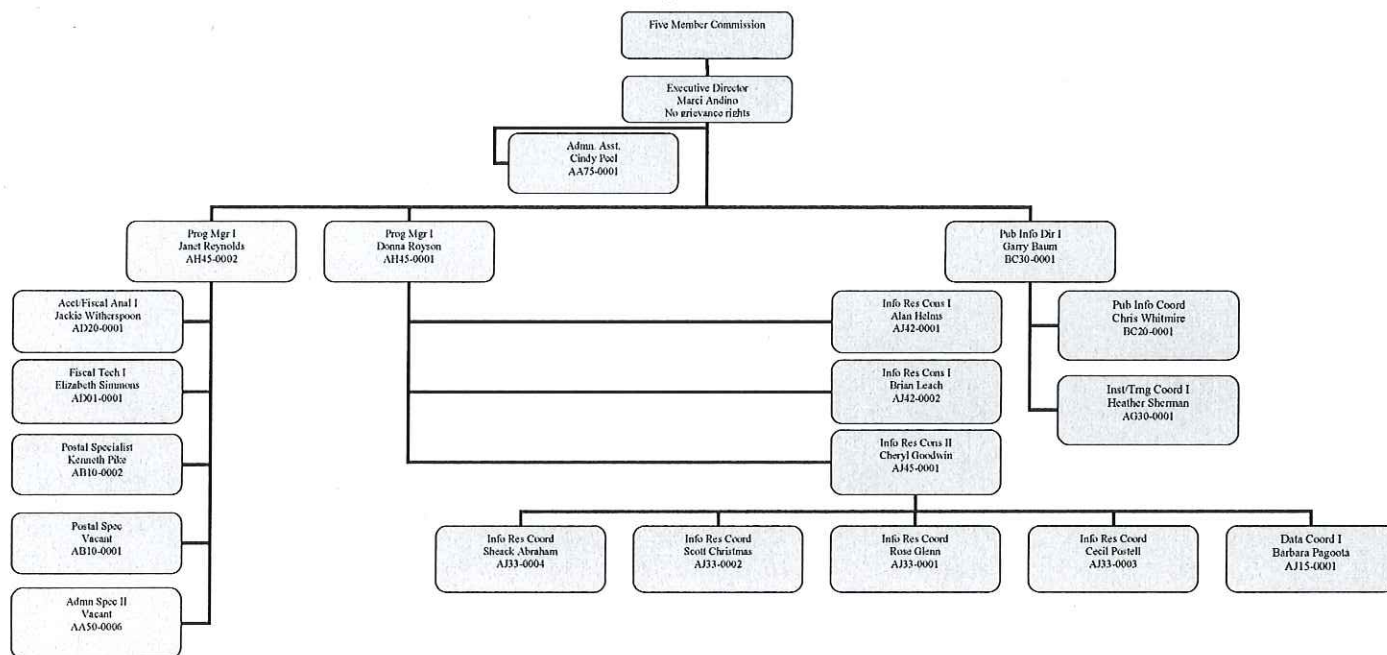 Five Member Commission
Executive Director
Marci Andino
No grievance rights
Admn. Asst.
Cindy Peel
AA75-0001
Prog Mgr I
Janet Reynolds
AH45-0002
Prog Mgr I
Donna Royson
AH45-0001
Pub Info Dir I
Garry Baum
BC30-0001
Acct/Fiscal Anal I
Jackie Witherspoon
AD20-0001
Fiscal Tech I
Elizabeth Simmons
AD01-0001
Postal Specialist
Kenneth Pike
AB10-0002
Postal Spec
Vacant
AB10-0001
Admn Spec II
Vacant
AA50-0006
Info Res Cons I
Alan Helms
AJ42-0001
Info Res Cons I
Brian Leach
AJ42-0002
Info Res Cons II
Cheryl Goodwin
AJ45-0001
Pub Info Coord
Chris Whitmire
BC20-0001
Inst/Trng Coord I
Heather Sherman
AG30-0001
Info Res Coord
Sheack Abraham
AJ33-0004
Info Res Coord
Scott Christmas
AJ33-0002
Info Res Coord
Rose Glenn
AJ33-0001
Info Res Coord
Cecil Postell
AJ33-0003
Data Coord I
Barbara Pagoota
AJ15-0001